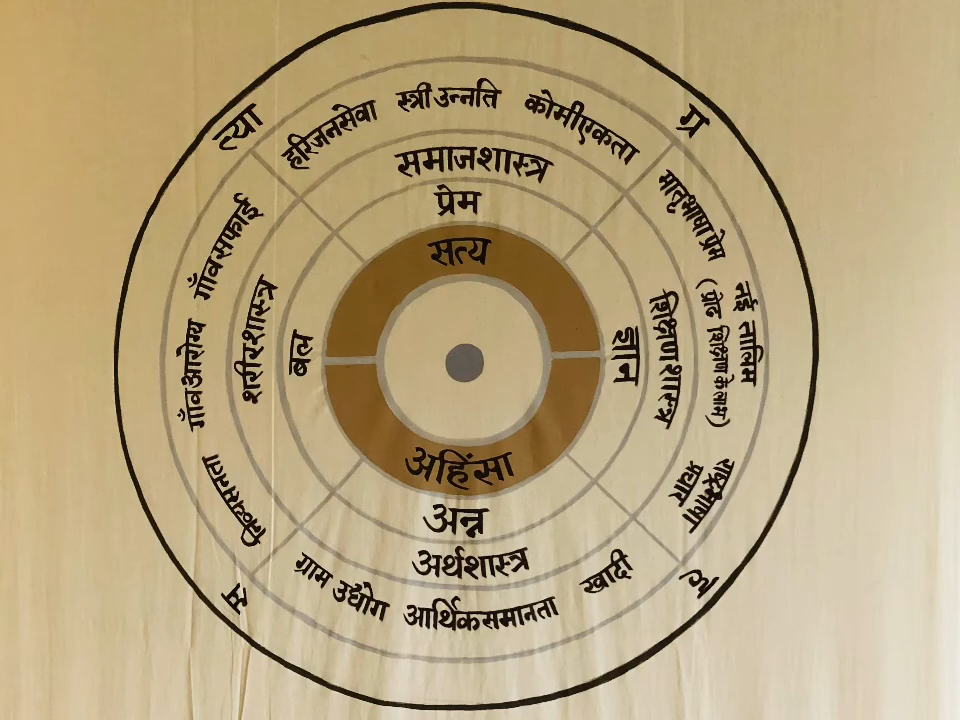 त्या
ग्र
हरिजनसेवा स्त्रीउन्नति कोमीएकता
समाजशास्त्र
प्रेम
सत्य
मातृभाषा प्रेम
नई तालिम
(प्रौढ शिक्षण के साथ)
राष्ट्रभाषा
प्रचार
शिक्षणशास्त्र
ज्ञान
गाँवसफाई
गाँवआरोग्य
निव्यसनता
शरीरशास्त्र
बल
अहिंसा
अन्न
अर्थशास्त्र
ग्राम उद्योग आर्थिकसमानता खादी
स
ह